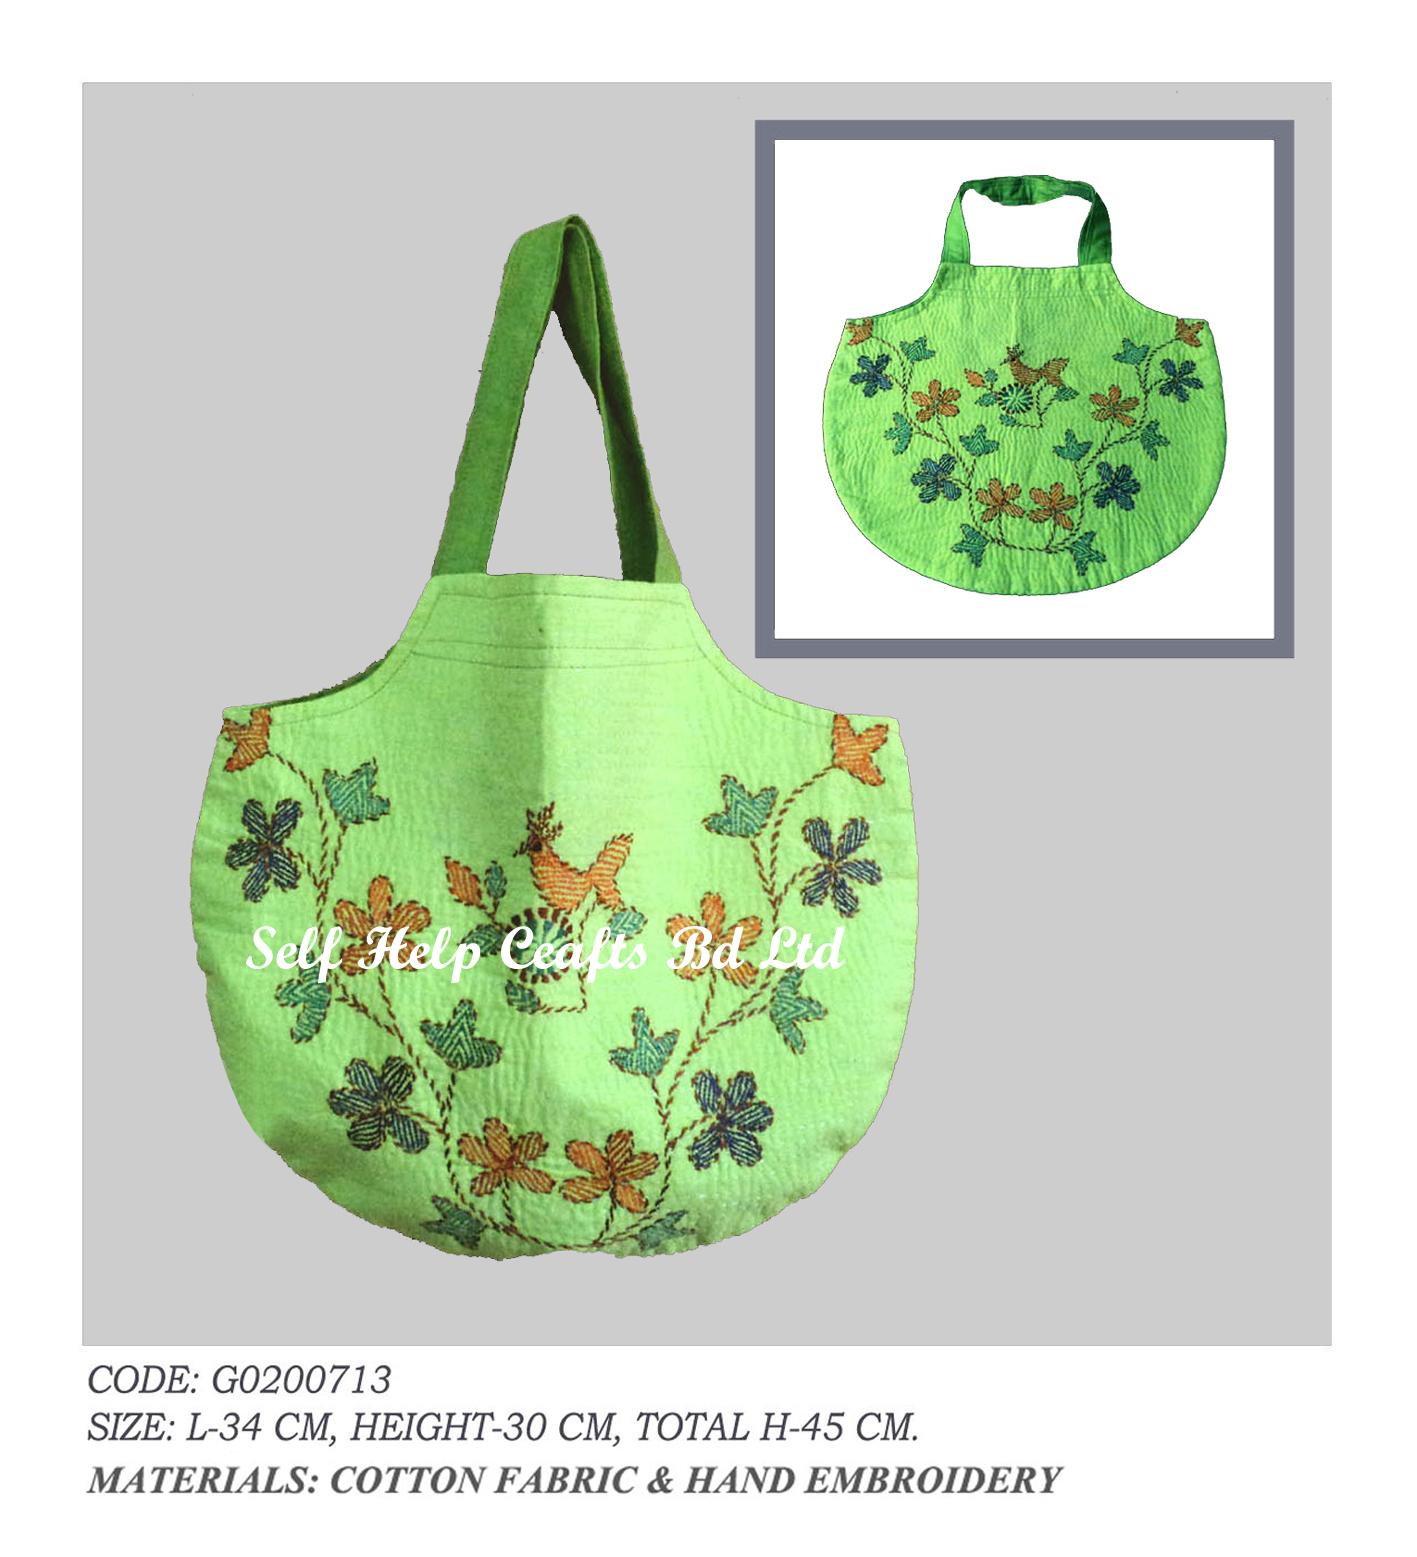 Self Help Ceafts Bd Ltd
CODE: G0200713
SIZE: L-34 CM, HEIGHT-30 CM, TOTAL H-45 CM.
MATERIALS: COTTON FABRIC & HAND EMBROIDERY